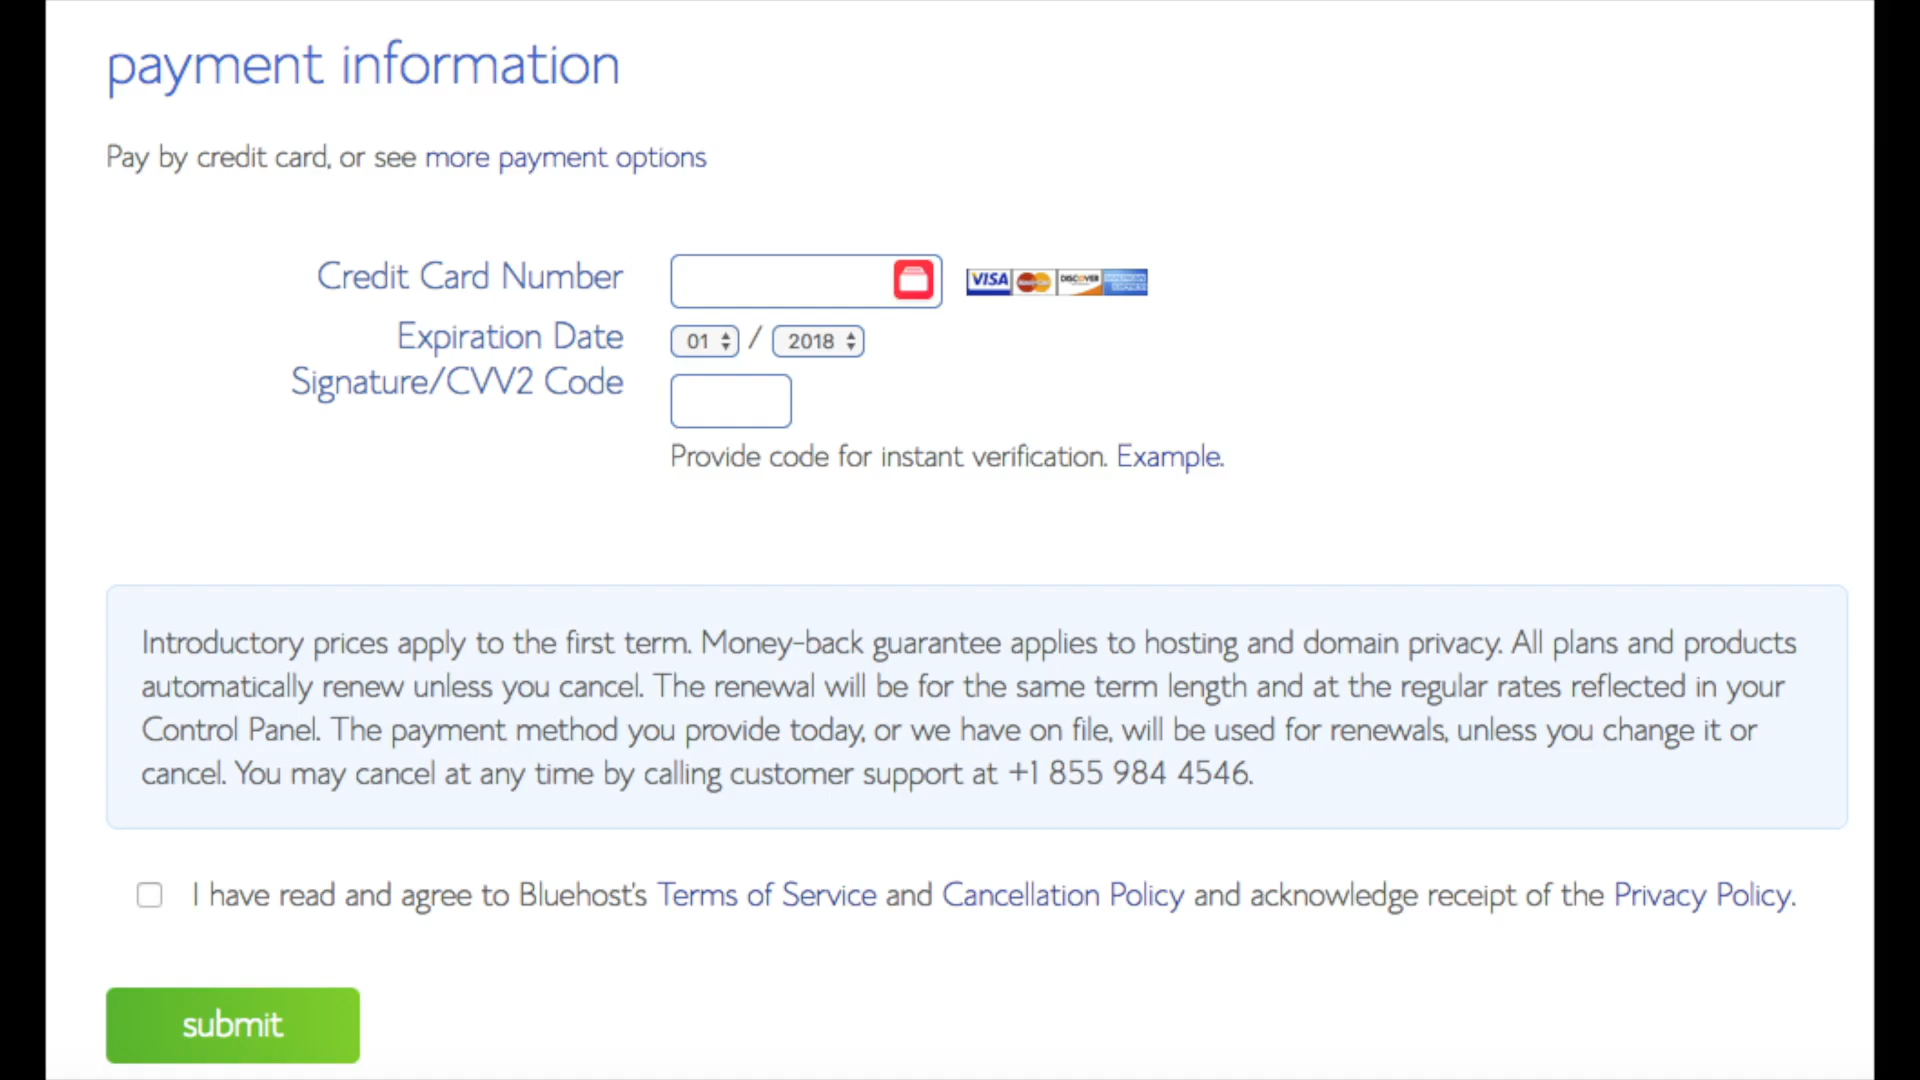 payment information
Pay by credit card, or see more payment options
Credit Card Number
VISA MasterCard DISCOVER AMERICAN EXPRESS
Expiration Date 01 / 2018
Signature/CVV2 Code
Provide code for instant verification. Example.
Introductory prices apply to the first term. Money-back guarantee applies to hosting and domain privacy. All plans and products
automatically renew unless you cancel. The renewal will be for the same term length and at the regular rates reflected in your
Control Panel. The payment method you provide today, or we have on file, will be used for renewals, unless you change it or
cancel. You may cancel at any time by calling customer support at +1 855 984 4546.
I have read and agree to Bluehost's Terms of Service and Cancellation Policy and acknowledge receipt of the Privacy Policy.
submit